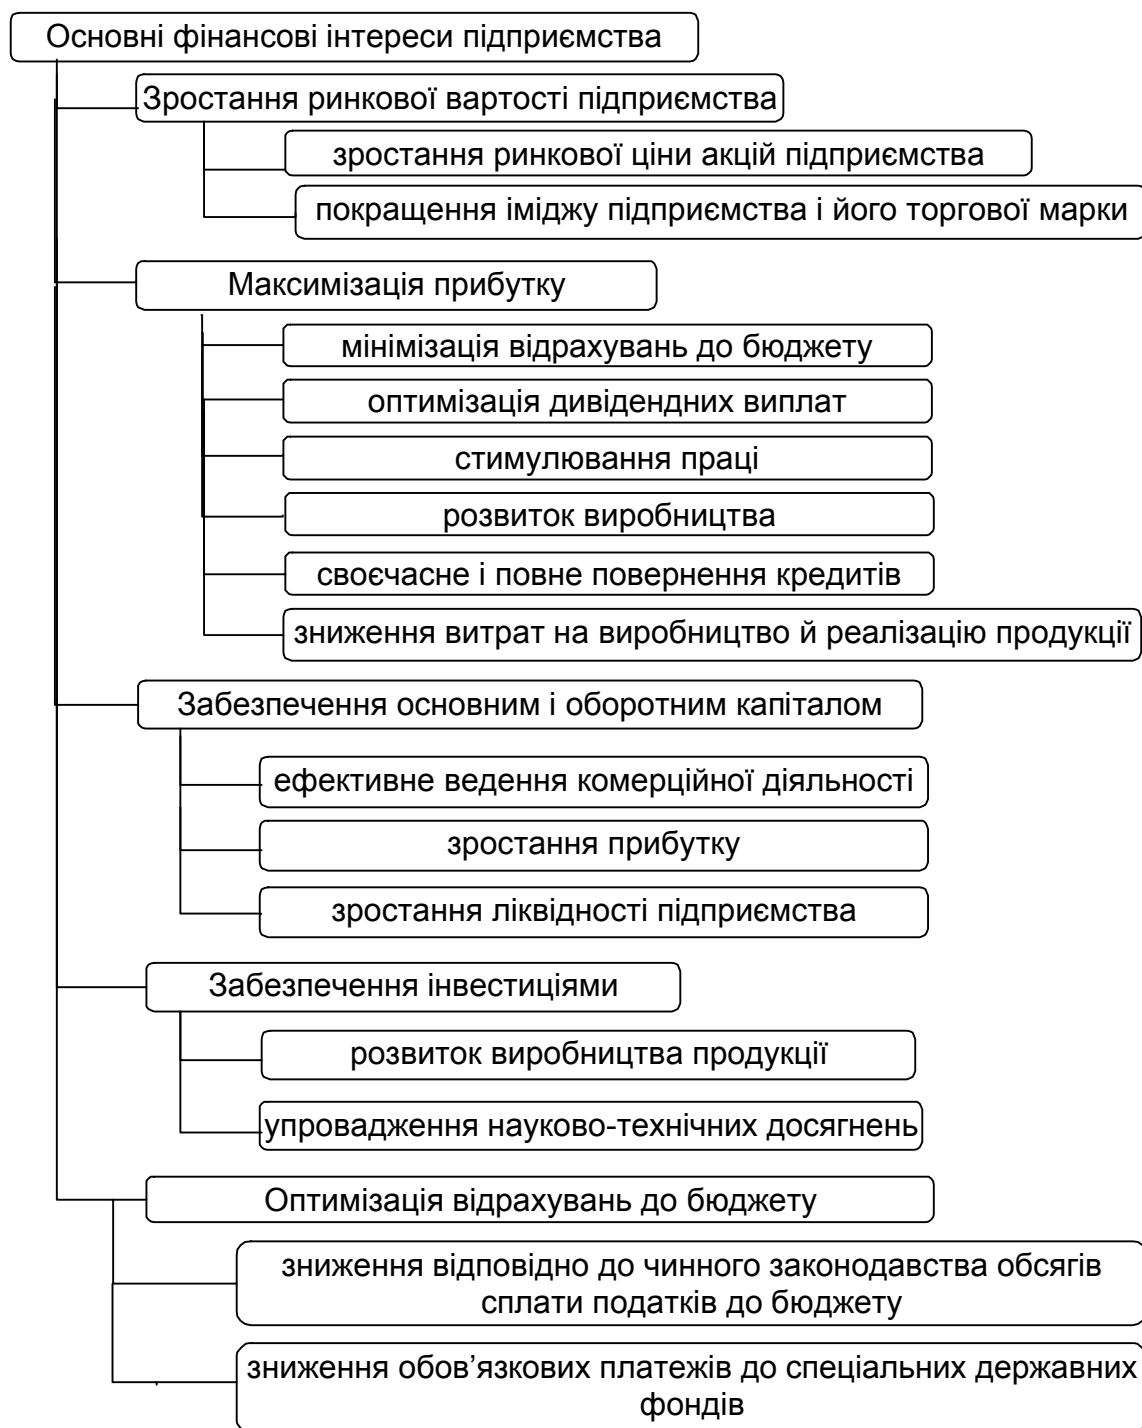 Основні фінансові інтереси підприємства
Зростання ринкової вартості підприємства
зростання ринкової ціни акцій підприємства
покращення іміджу підприємства і його торгової марки
Максимізація прибутку
мінімізація відрахувань до бюджету
оптимізація дивідендних виплат
стимулювання праці
розвиток виробництва
своєчасне і повне повернення кредитів
зниження витрат на виробництво й реалізацію продукції
Забезпечення основним і оборотним капіталом
ефективне ведення комерційної діяльності
зростання прибутку
зростання ліквідності підприємства
Забезпечення інвестиціями
розвиток виробництва продукції
упровадження науково-технічних досягнень
Оптимізація відрахувань до бюджету
зниження відповідно до чинного законодавства обсягів
сплати податків до бюджету
зниження обов’язкових платежів до спеціальних державних
фондів